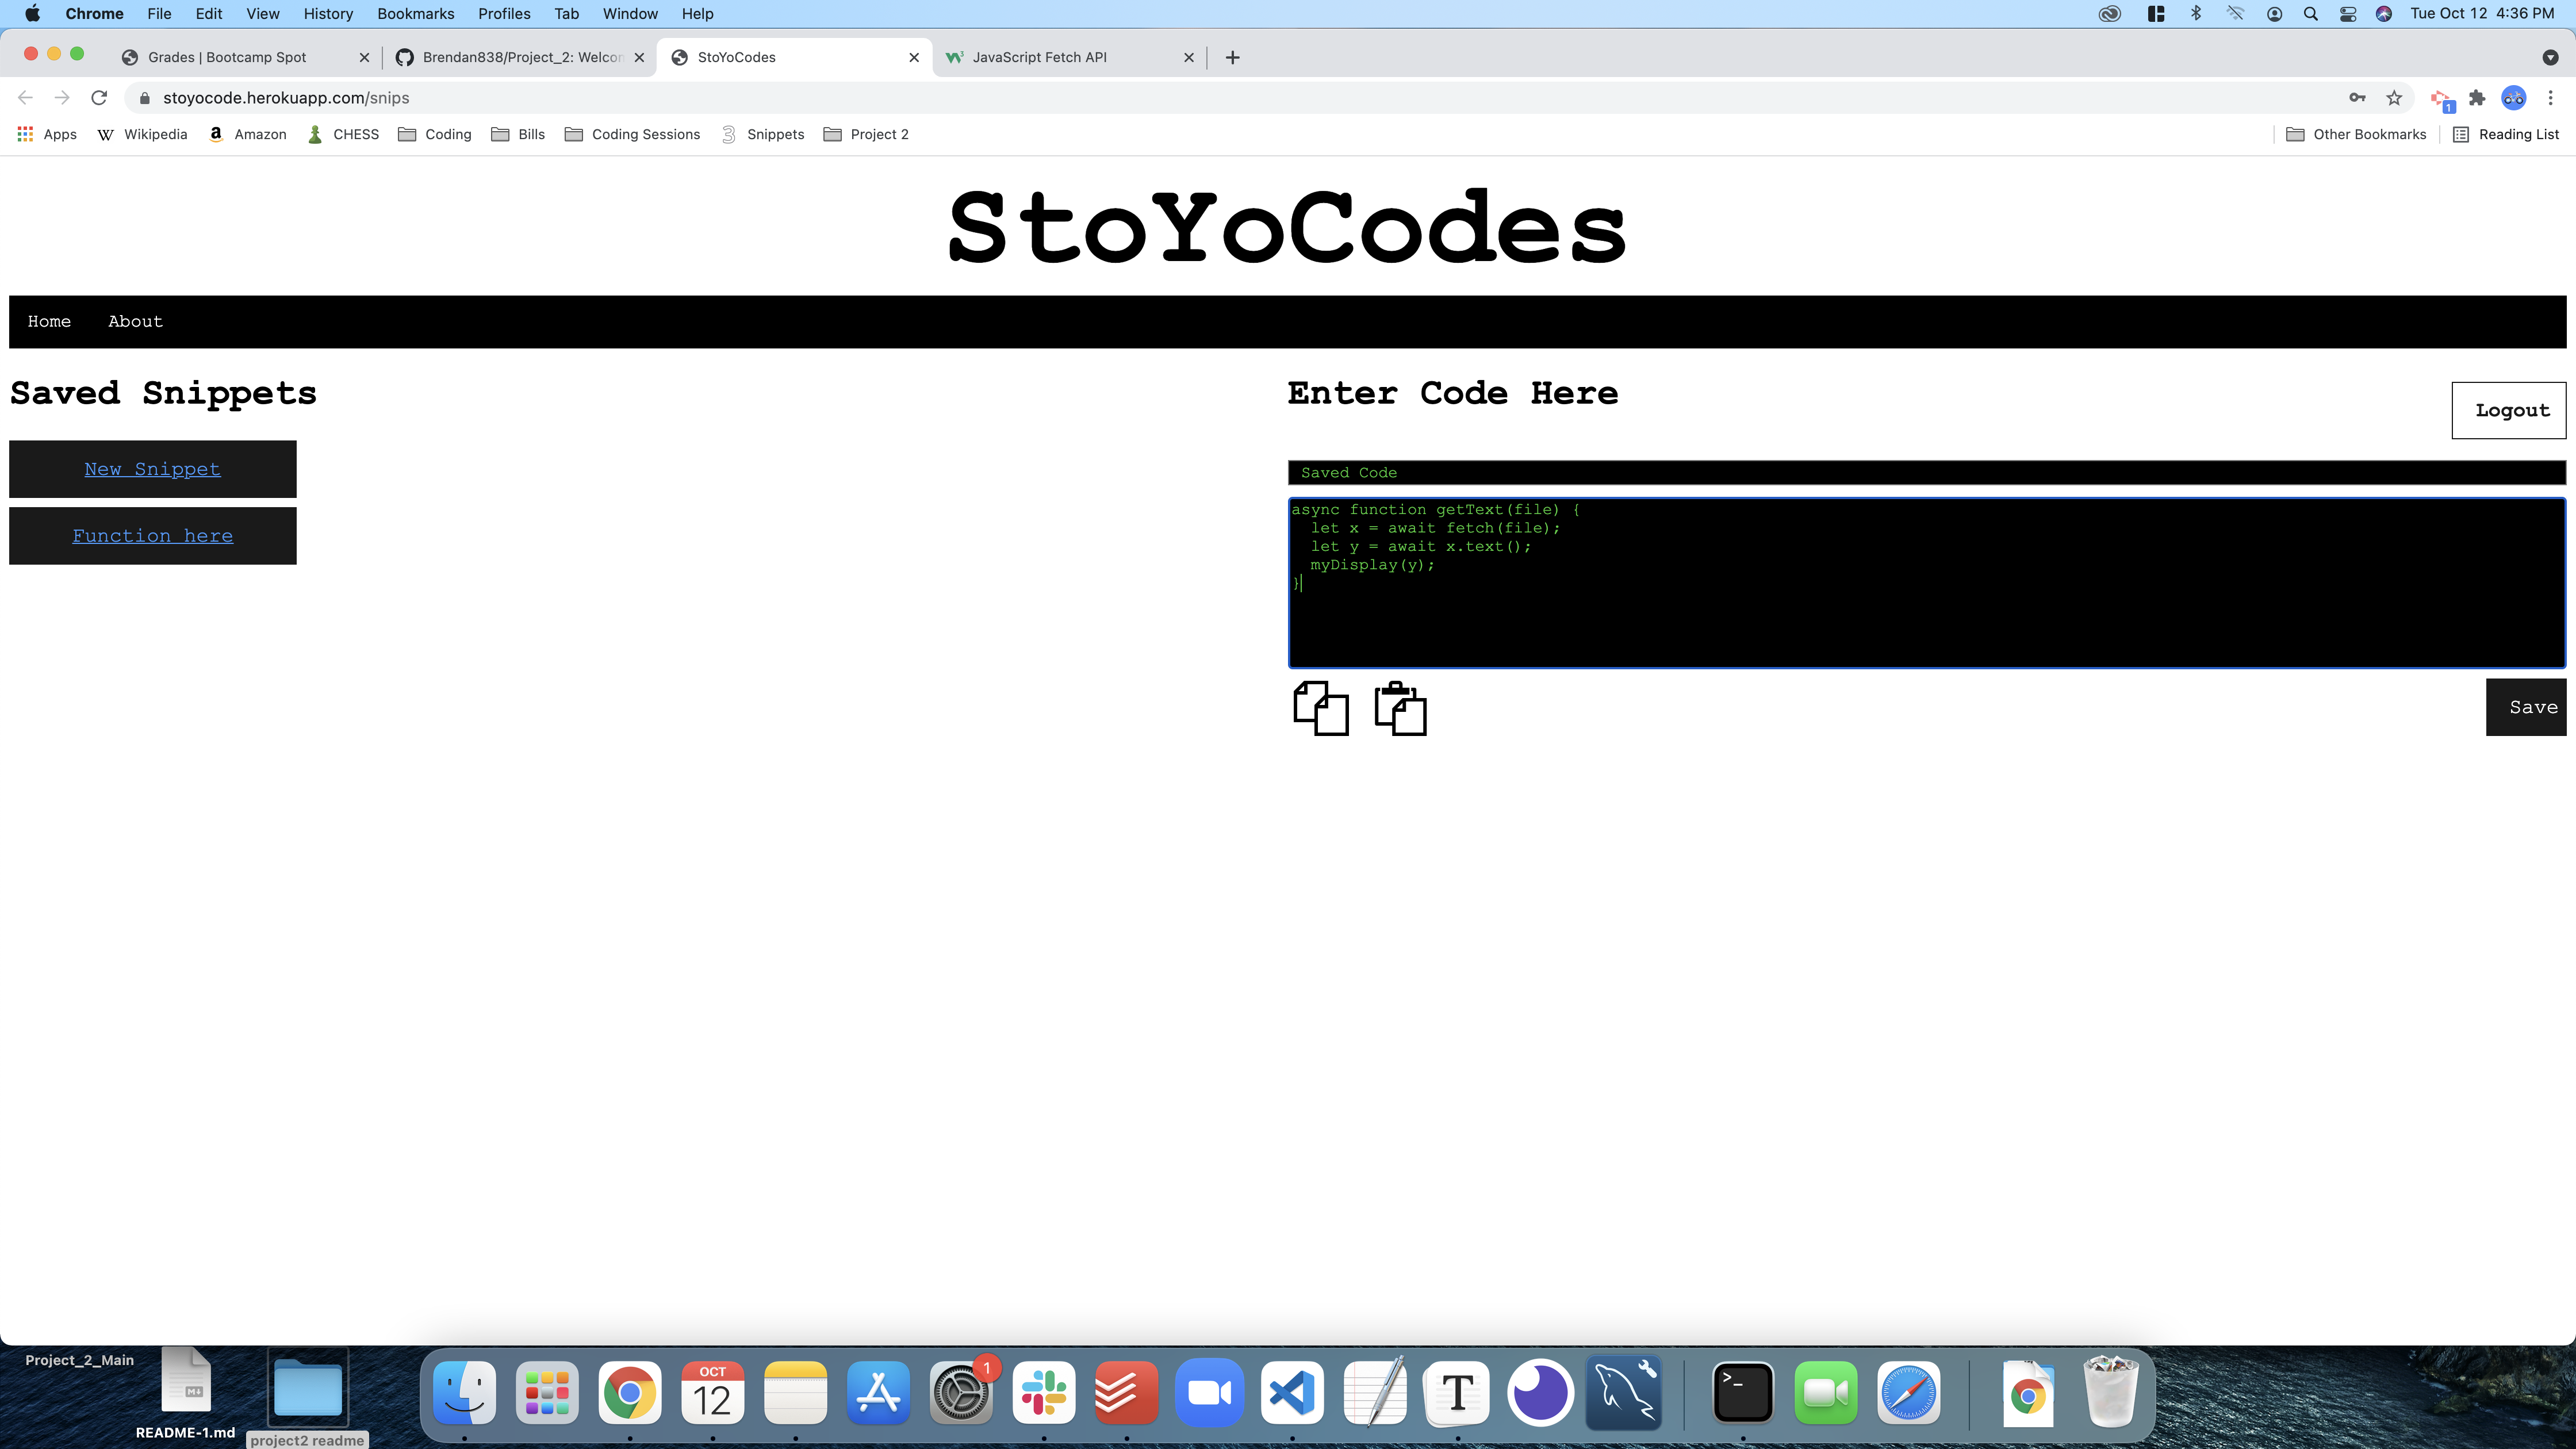 Chrome File Edit View History Bookmarks Profiles Tab Window Help Tue Oct 12 4:36 PM
Grades | Bootcamp Spot Brendan838/Project_2: Welcon StoYoCodes JavaScript Fetch API
stoyocode.herokuapp.com/snips 1
Apps W Wikipedia a Amazon CHESS Coding Bills Coding Sessions 3 Snippets Project 2 Other Bookmarks Reading List
StoYoCodes
Home About
Saved Snippets
New Snippet
Function here
Enter Code Here
Logout
Saved Code
async function getText(file) {
let x = await fetch(file);
let y = await x.text();
myDisplay(y);
}
Save
Project_2_Main
README-1.md
project2 readme
OCT
12
1
T
>_